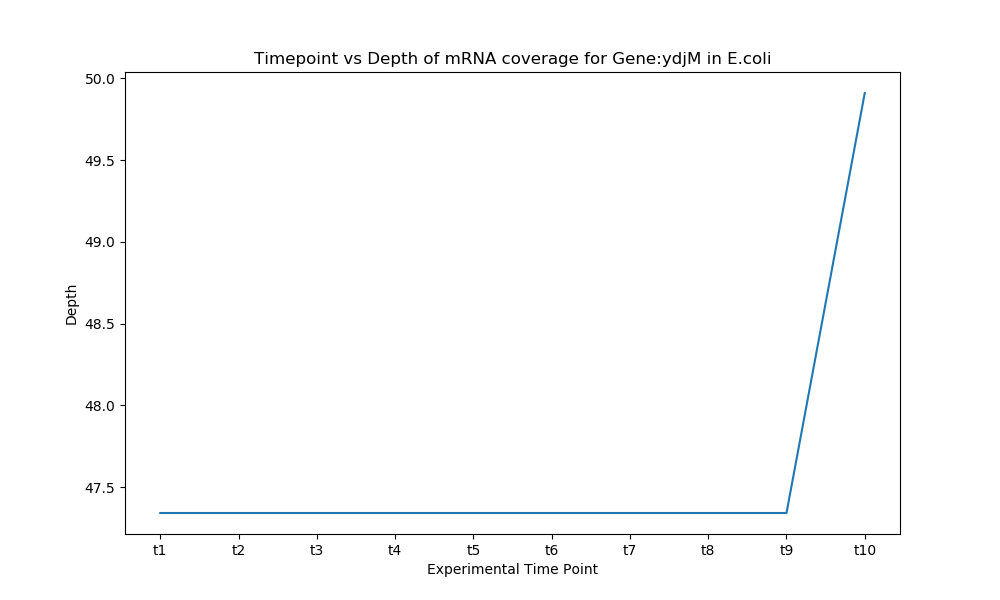 Timepoint vs Depth of mRNA coverage for Gene:ydjM in E.coli
50.0
49.5
49.0
48.5
48.0
47.5
Depth
t1 t2 t3 t4 t5 t6 t7 t8 t9 t10
Experimental Time Point